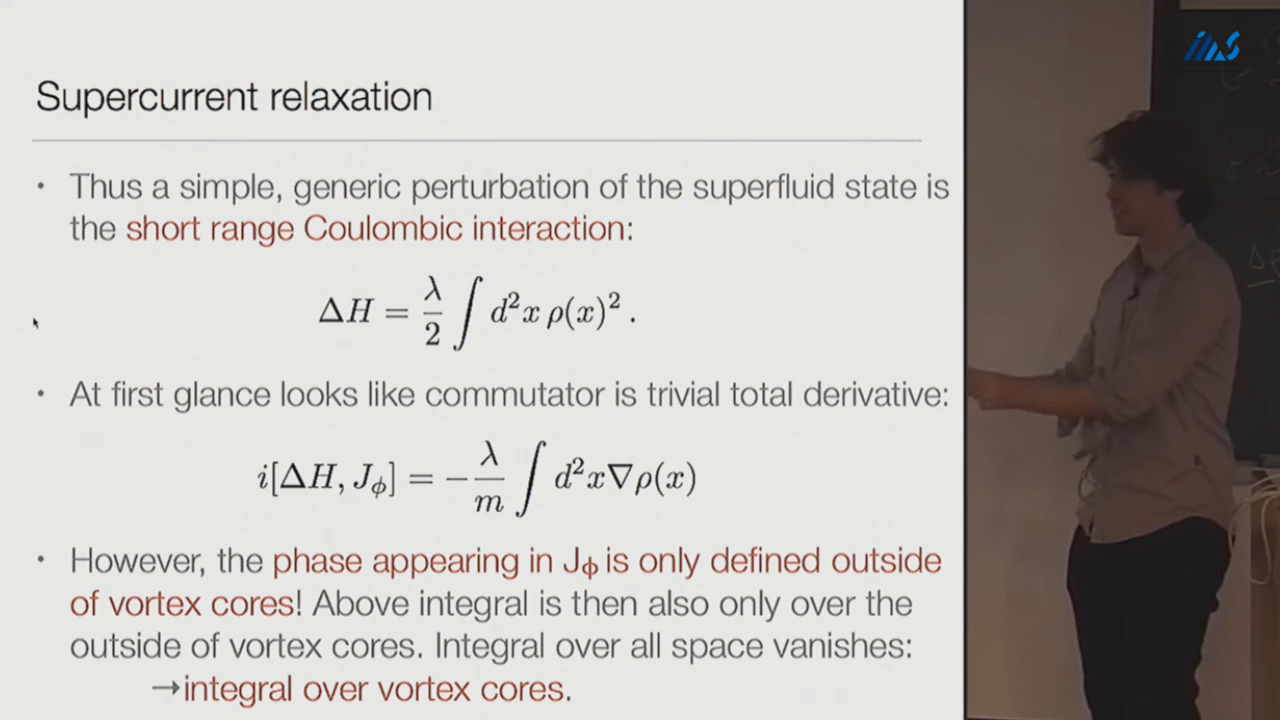 Supercurrent relaxation
• Thus a simple, generic perturbation of the superfluid state is
the short range Coulombic interaction:
ΔH = λ/2 ∫ d²x ρ(x)² .
• At first glance looks like commutator is trivial total derivative:
i[ΔH, J_ϕ] = −λ/m ∫ d²x∇ρ(x)
• However, the phase appearing in J_ϕ is only defined outside
of vortex cores! Above integral is then also only over the
outside of vortex cores. Integral over all space vanishes:
→integral over vortex cores.